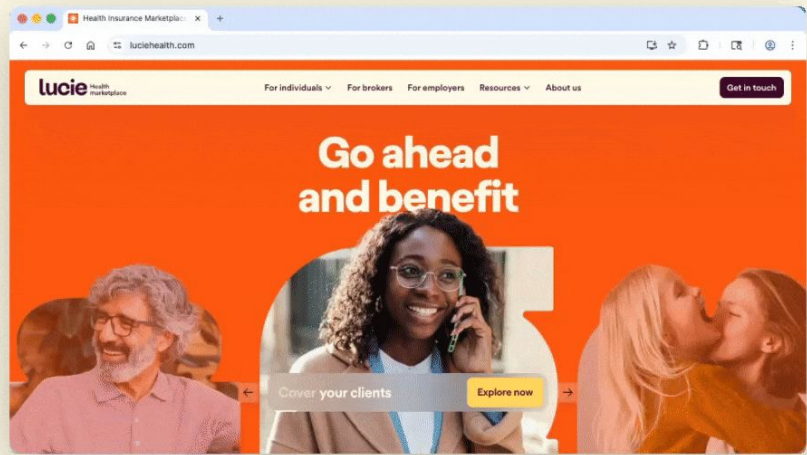 Health Insurance Marketplac
luciehealth.com
lucie Health marketplace
For individuals
For brokers
For employers
Resources
About us
Get in touch
Go ahead
and benefit
Cover your clients
Explore now